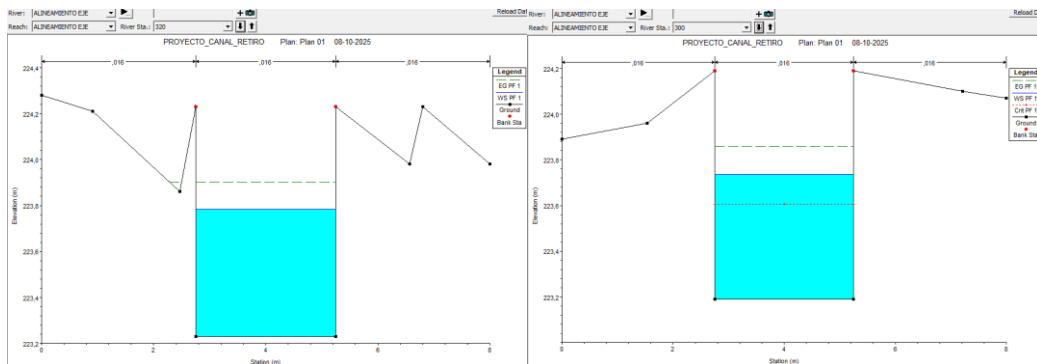 River: ALINEAMIENTO EJE
Reload Dat
Reach: ALINEAMIENTO EJE River Sta.: 320
PROYECTO_CANAL_RETIRO Plan: Plan 01 08-10-2025
,016 ,016 ,016
Legend
EG PF 1
WS PF 1
Ground
Bank Sta
224,4
224,2
224,0
223,8
223,6
223,4
223,2
Elevation (m)
0 2 4 6 8
Station (m)
River: ALINEAMIENTO EJE
Reload Dat
Reach: ALINEAMIENTO EJE River Sta.: 300
PROYECTO_CANAL_RETIRO Plan: Plan 01 08-10-2025
,016 ,016 ,016
Legend
EG PF 1
WS PF 1
Crit PF 1
Ground
Bank Sta
224,2
224,0
223,8
223,6
223,4
223,2
223,0
Elevation (m)
0 2 4 6 8
Station (m)